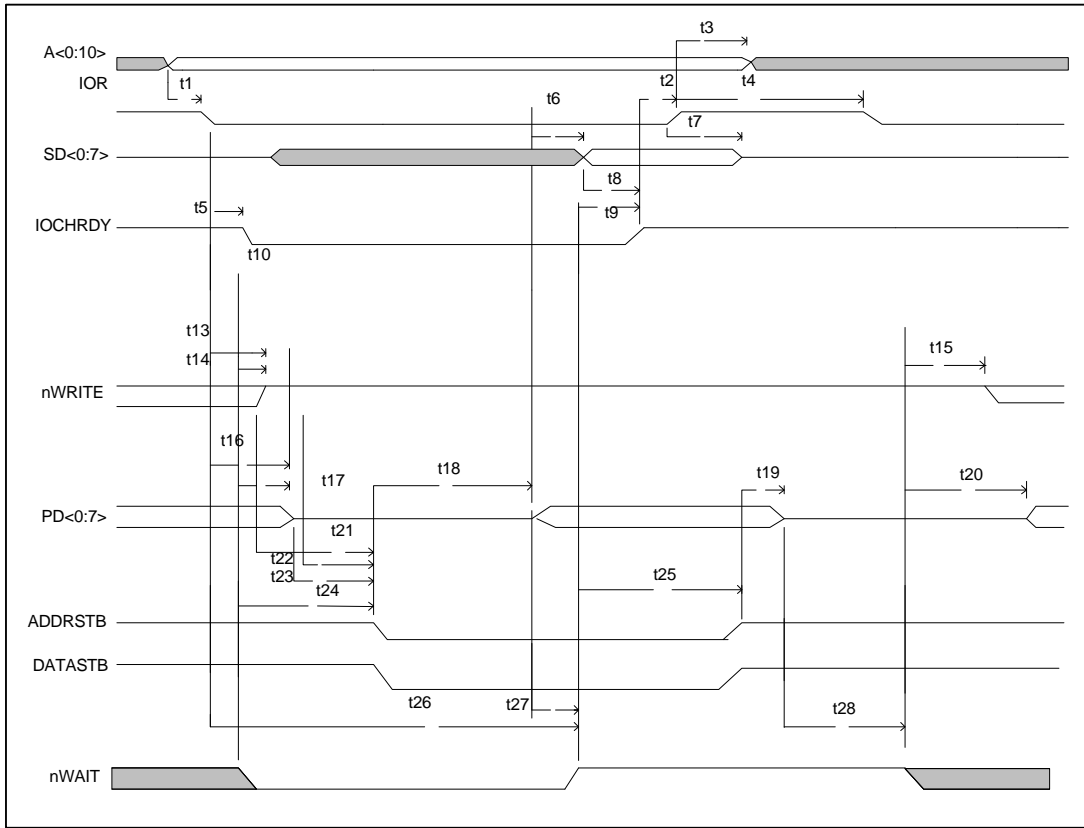 t3
A<0:10>
IOR
t1
t2
t4
t6
t7
SD<0:7>
t8
t5
t9
IOCHRDY
t10
t13
t14
t15
nWRITE
t16
t17
t18
t19
t20
PD<0:7>
t21
t22
t23
t24
t25
ADDRSTB
DATASTB
t26
t27
t28
nWAIT